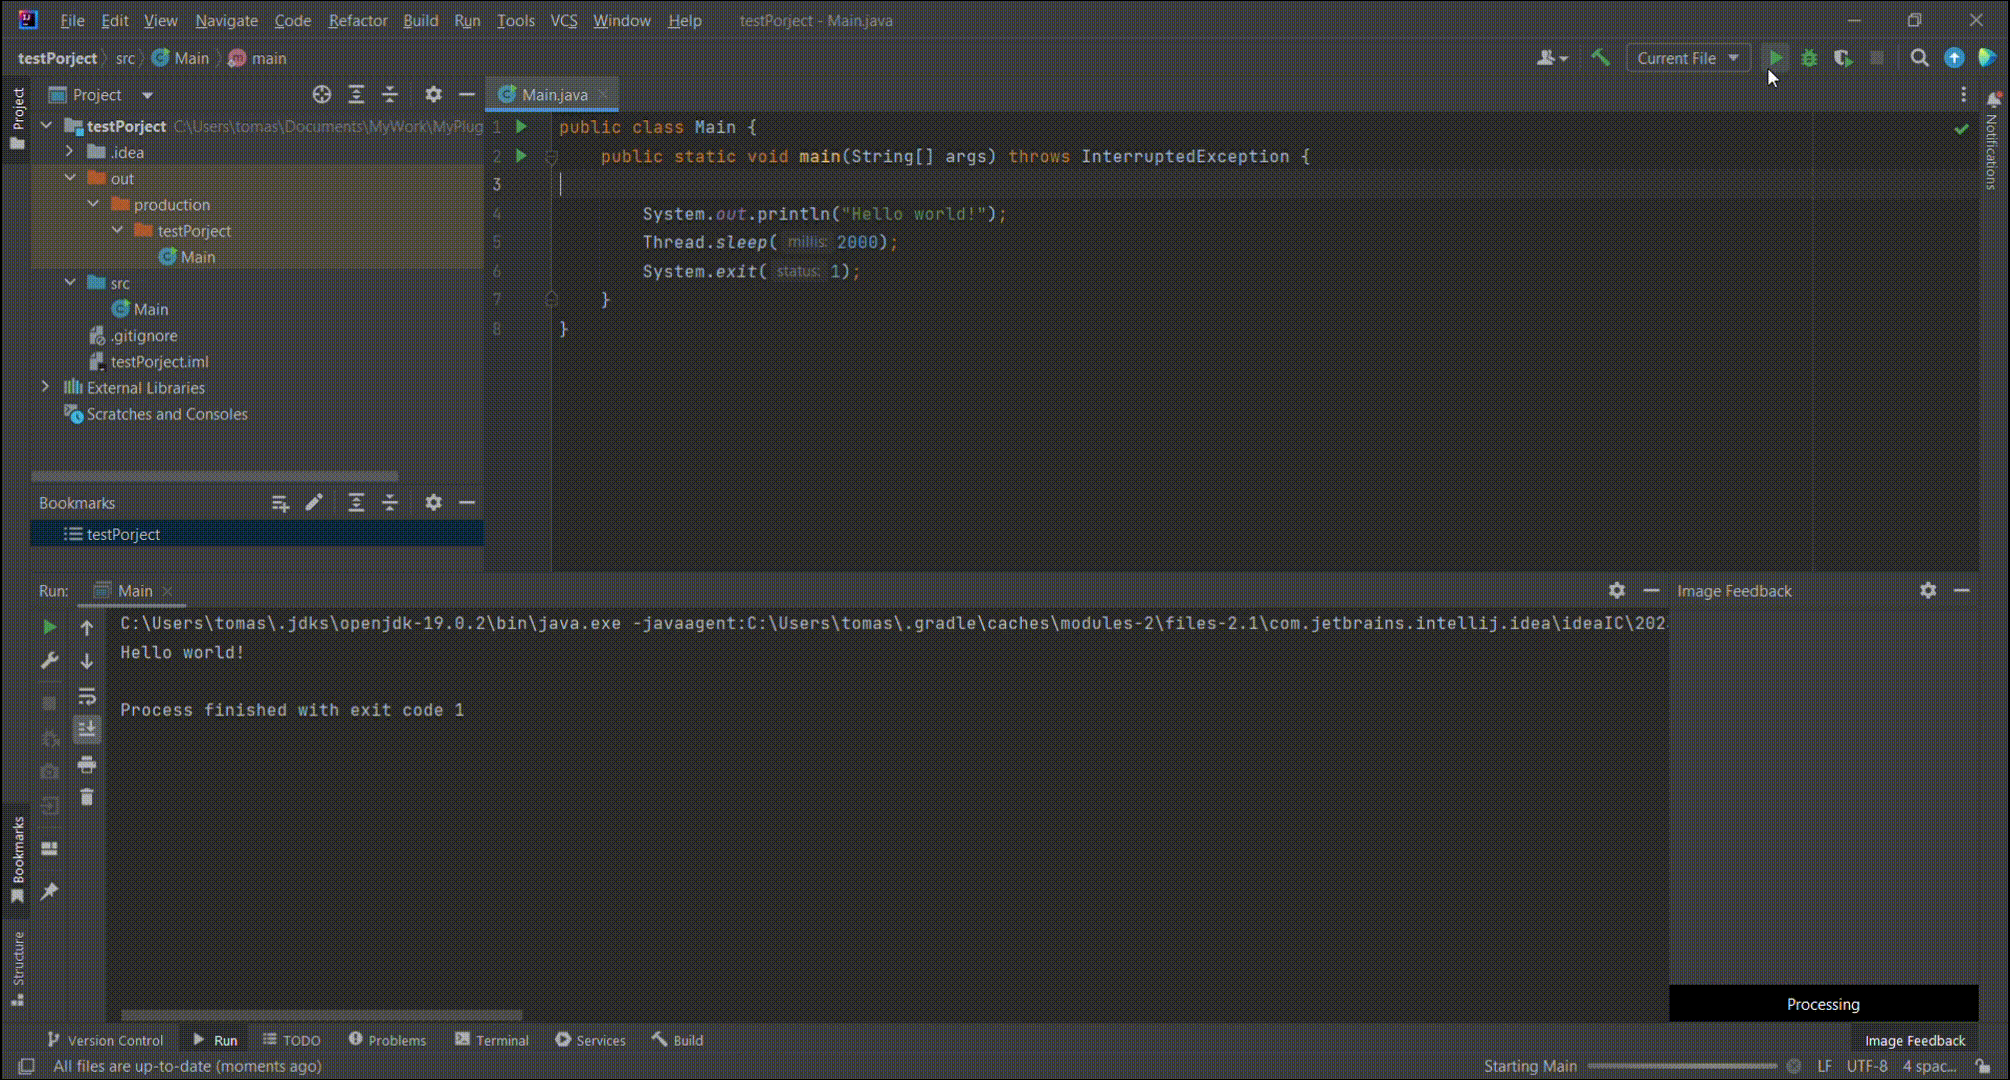 File Edit View Navigate Code Refactor Build Run Tools VCS Window Help testPorject - Main.java
testPorject src Main main
Current File
Project
Project
Main.java
testPorject C:\Users\tomas\Documents\MyWork\MyPlug
.idea
out
production
testPorject
Main
src
Main
.gitignore
testPorject.iml
External Libraries
Scratches and Consoles
1 public class Main {
2 public static void main(String[] args) throws InterruptedException {
3
4 System.out.println("Hello world!");
5 Thread.sleep( millis: 2000);
6 System.exit( status: 1);
7 }
8 }
Notifications
Bookmarks
testPorject
Run: Main
Image Feedback
C:\Users\tomas\.jdks\openjdk-19.0.2\bin\java.exe -javaagent:C:\Users\tomas\.gradle\caches\modules-2\files-2.1\com.jetbrains.intellij.idea\ideaIC\202
Hello world!
Process finished with exit code 1
Bookmarks
Structure
Processing
Version Control Run TODO Problems Terminal Services Build Image Feedback
All files are up-to-date (moments ago) Starting Main LF UTF-8 4 spac...